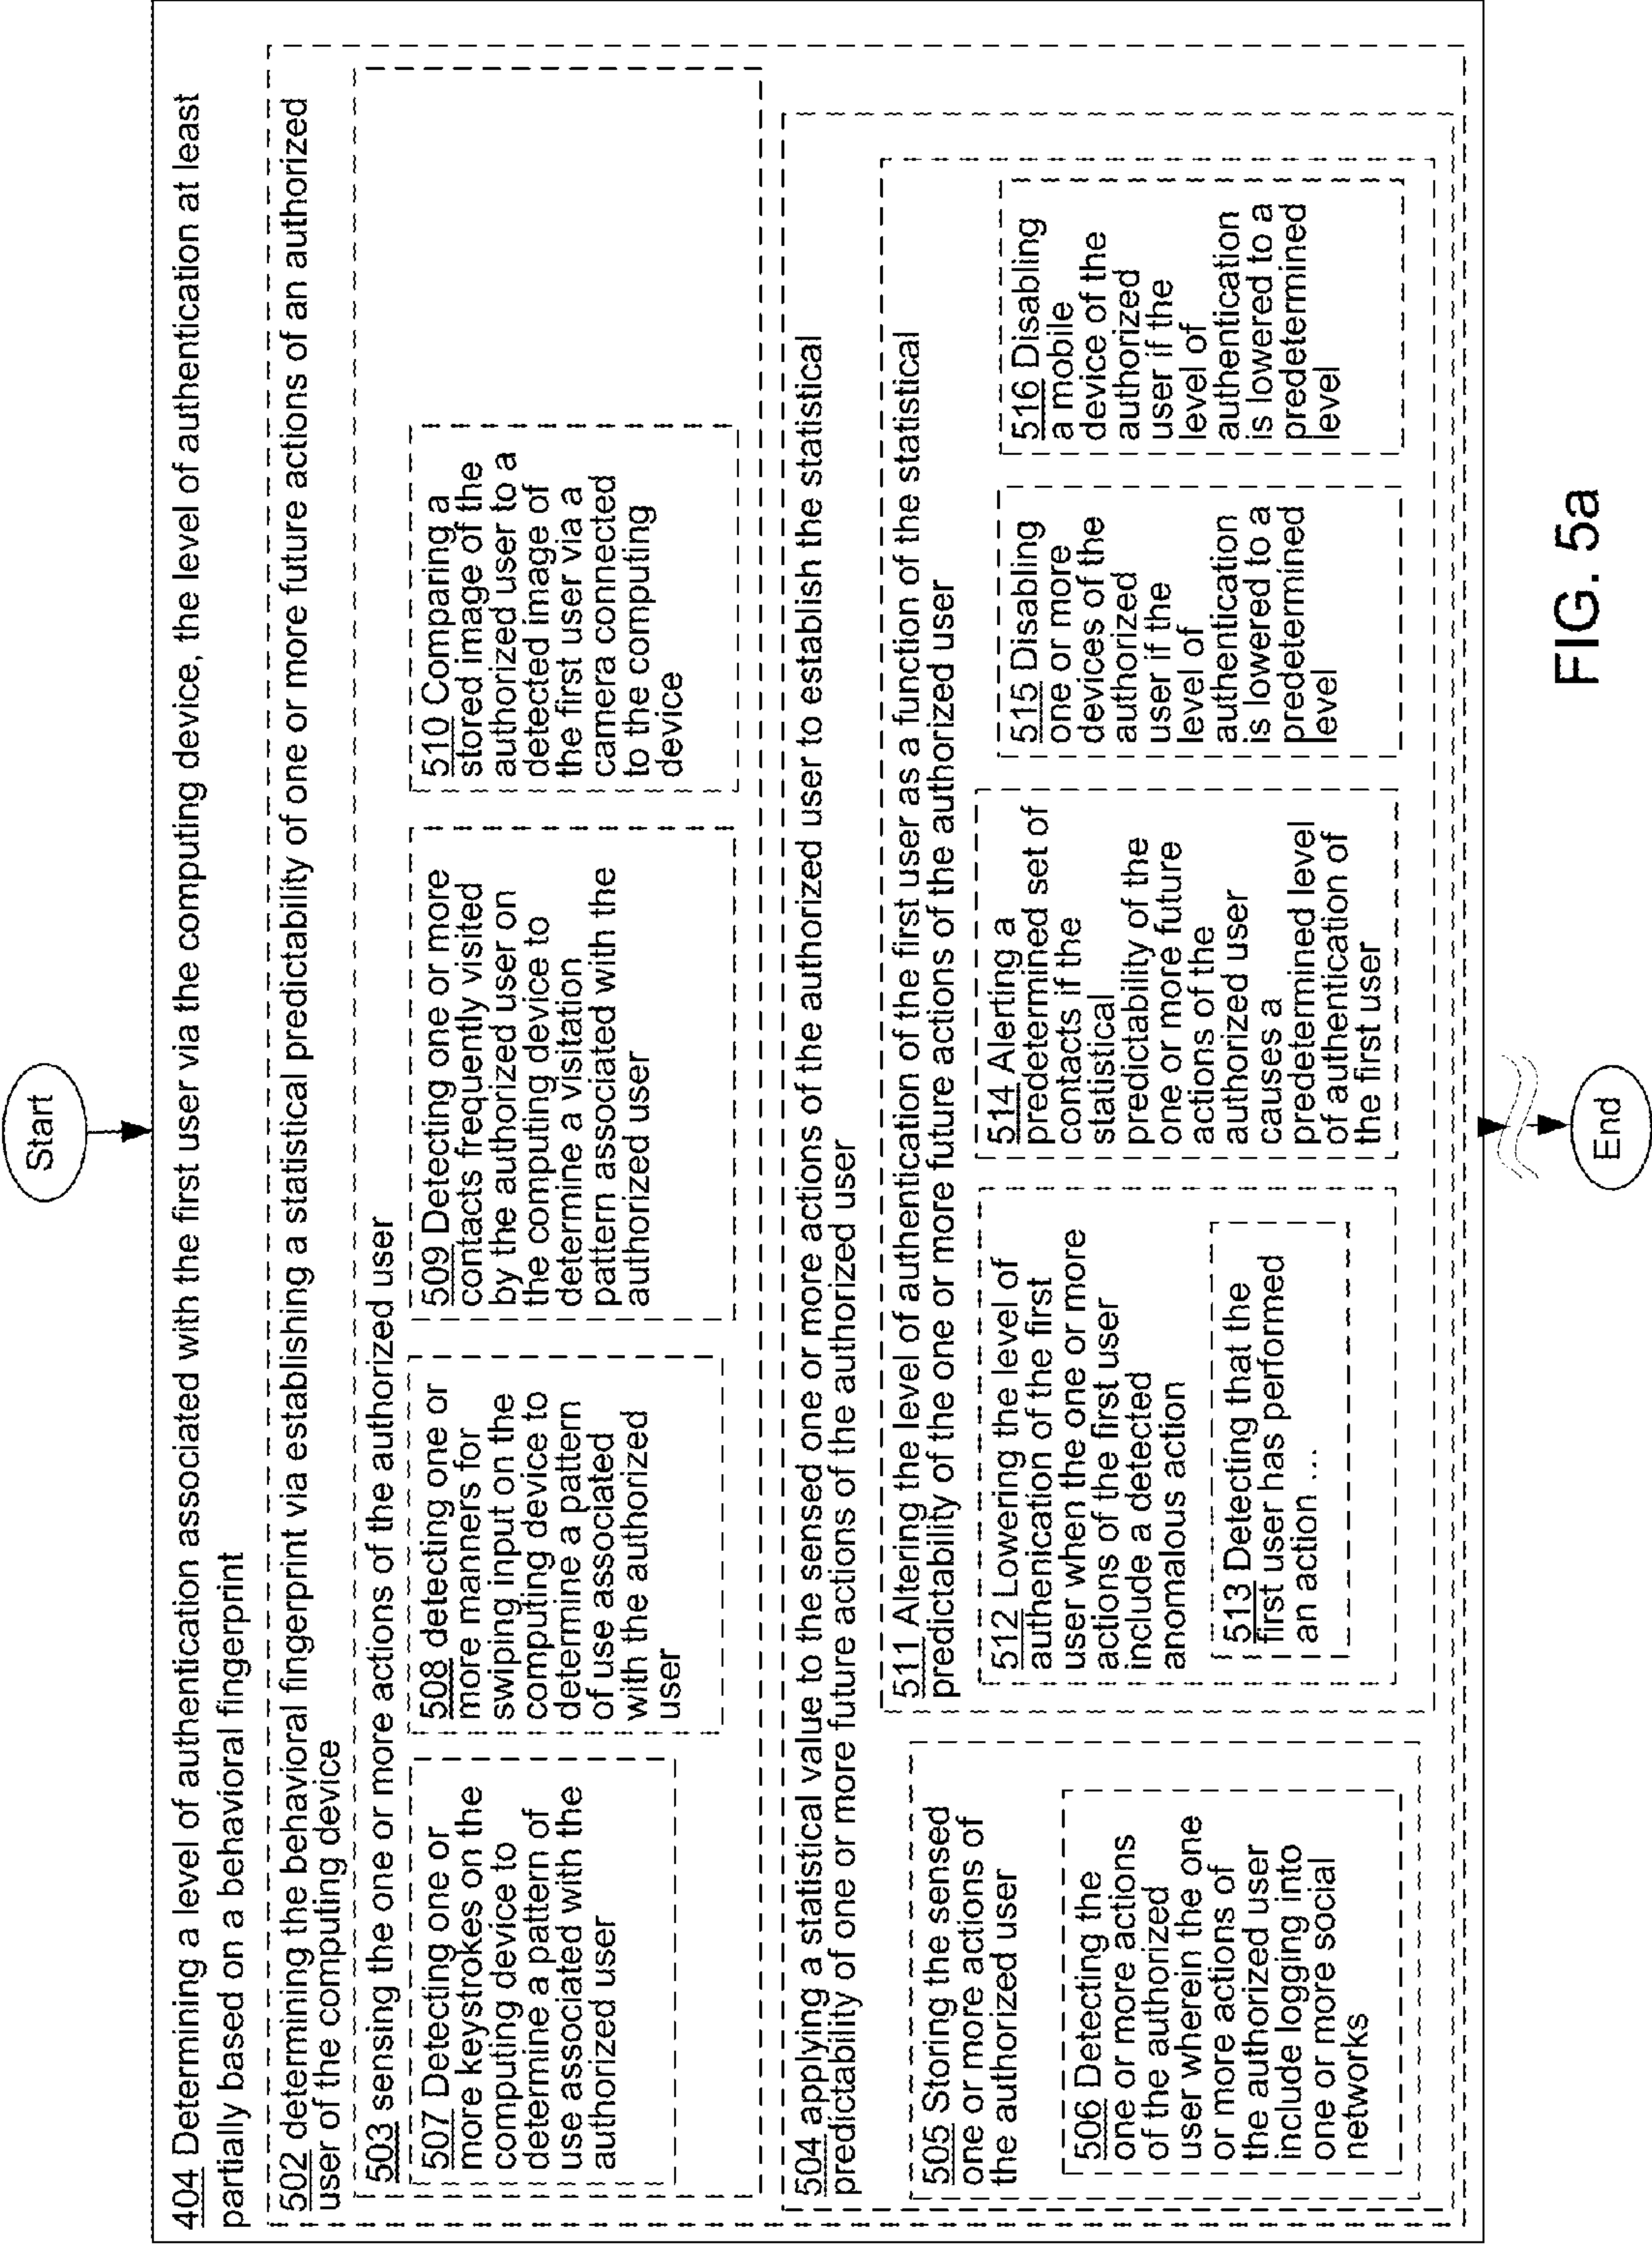 Start
404 Determining a level of authentication associated with the first user via the computing device, the level of authentication at least
partially based on a behavioral fingerprint
502 determining the behavioral fingerprint via establishing a statistical predictability of one or more future actions of an authorized
user of the computing device
503 sensing the one or more actions of the authorized user
507 Detecting one or
more keystrokes on the
computing device to
determine a pattern of
use associated with the
authorized user
508 detecting one or
more manners for
swiping input on the
computing device to
determine a pattern
of use associated
with the authorized
user
509 Detecting one or more
contacts frequently visited
by the authorized user on
the computing device to
determine a visitation
pattern associated with the
authorized user
510 Comparing a
stored image of the
authorized user to a
detected image of
the first user via a
camera connected
to the computing
device
504 applying a statistical value to the sensed one or more actions of the authorized user to establish the statistical
predictability of one or more future actions of the authorized user
505 Storing the sensed
one or more actions of
the authorized user
506 Detecting the
one or more actions
of the authorized
user wherein the one
or more actions of
the authorized user
include logging into
one or more social
networks
511 Altering the level of authentication of the first user as a function of the statistical
predictability of the one or more future actions of the authorized user
512 Lowering the level of
authenication of the first
user when the one or more
actions of the first user
include a detected
anomalous action
513 Detecting that the
first user has performed
an action ...
514 Alerting a
predetermined set of
contacts if the
statistical
predictability of the
one or more future
actions of the
authorized user
causes a
predetermined level
of authentication of
the first user
515 Disabling
one or more
devices of the
authorized
user if the
level of
authentication
is lowered to a
predetermined
level
516 Disabling
a mobile
device of the
authorized
user if the
level of
authentication
is lowered to a
predetermined
level
End
FIG. 5a